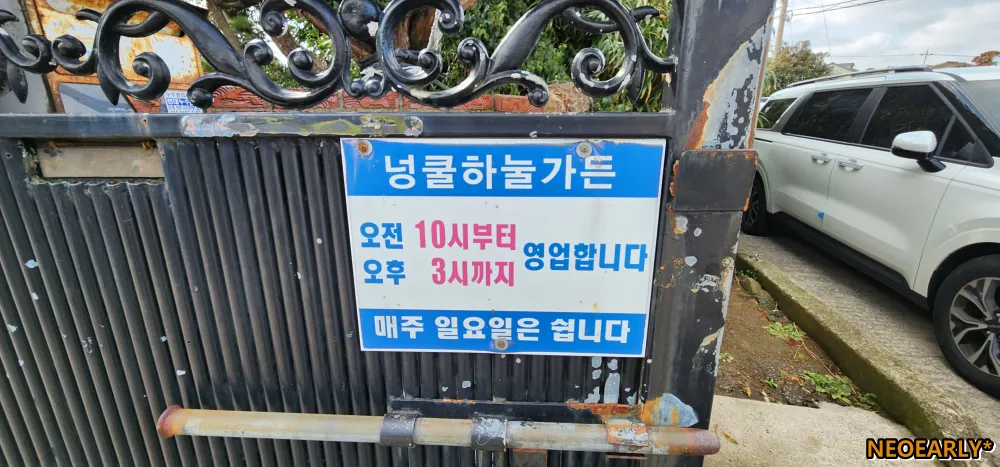 넝쿨하눌가든
오전 10시부터
오후 3시까지
영업합니다
매주 일요일은 쉽니다
NEOEARLY*